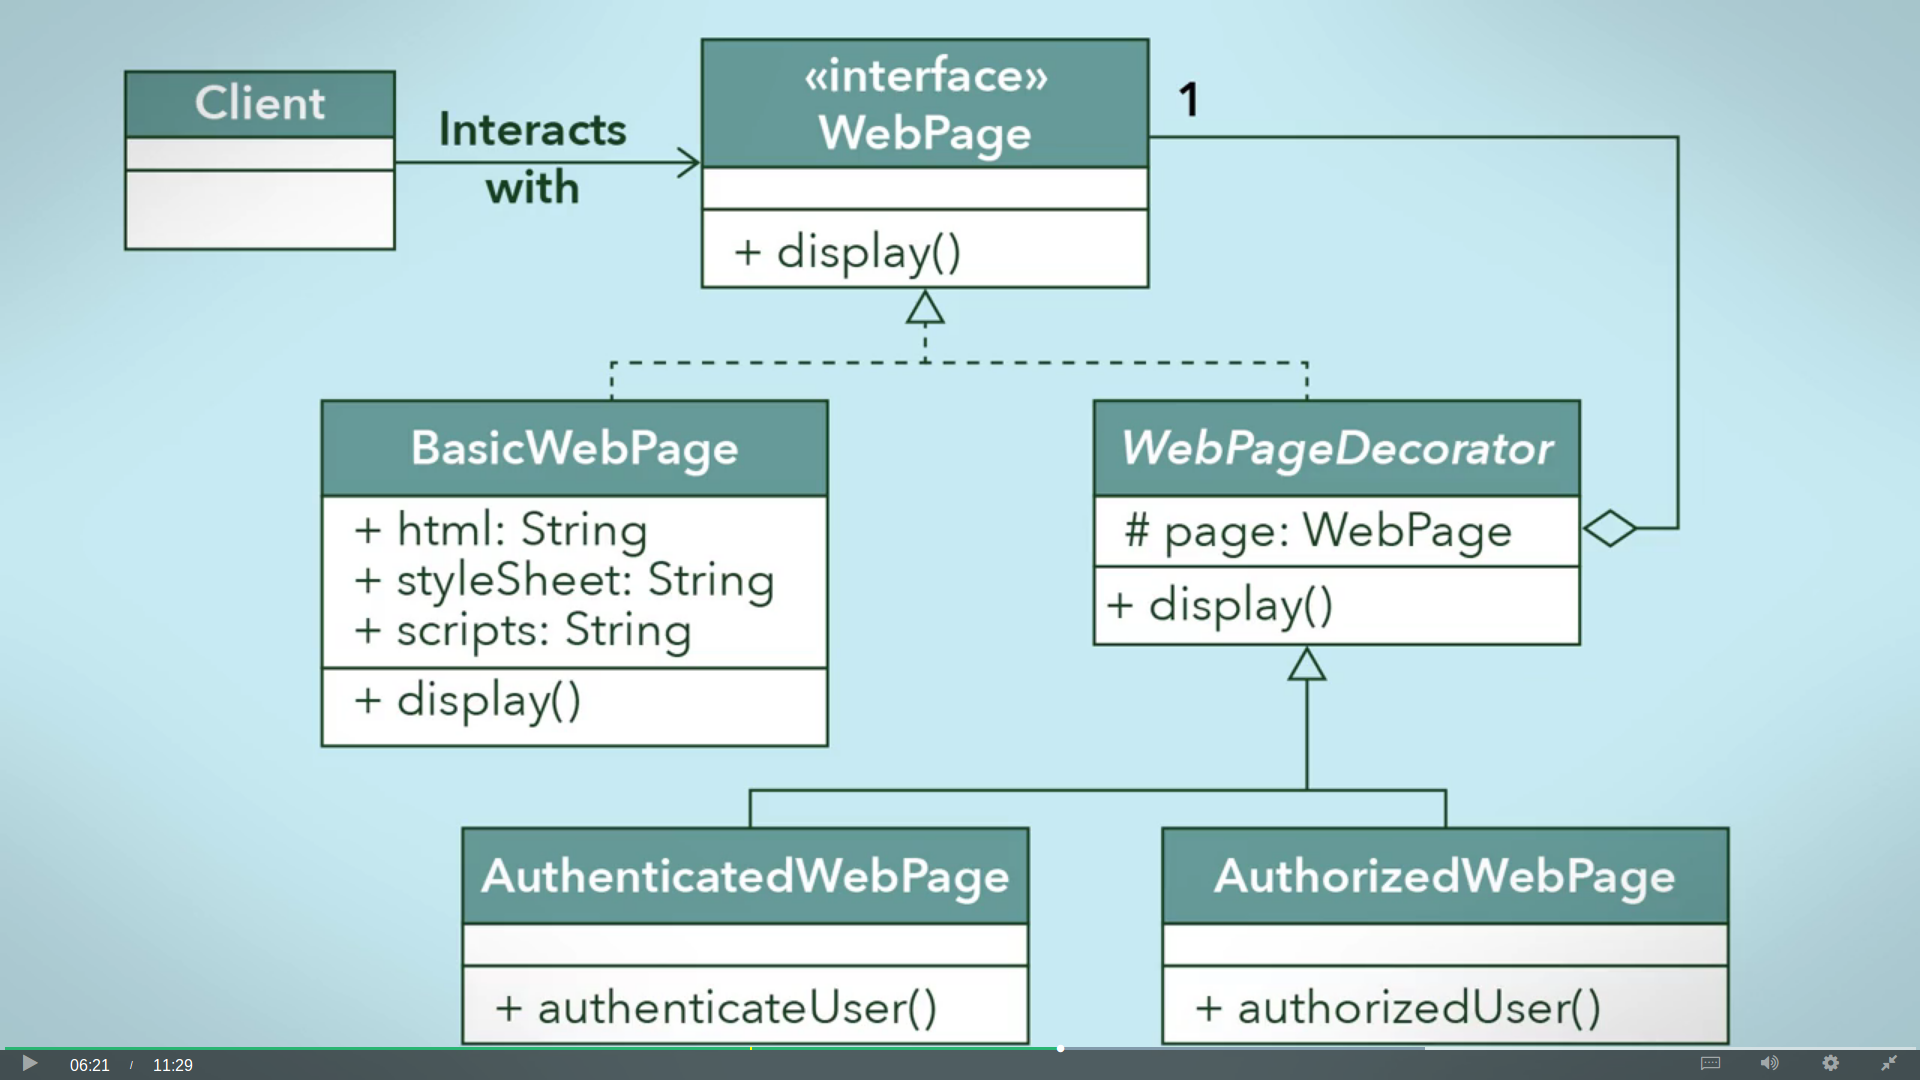 Client
Interacts
with
«interface»
WebPage
+ display()
1
BasicWebPage
+ html: String
+ styleSheet: String
+ scripts: String
+ display()
WebPageDecorator
# page: WebPage
+ display()
AuthenticatedWebPage
+ authenticateUser()
AuthorizedWebPage
+ authorizedUser()
06:21 / 11:29